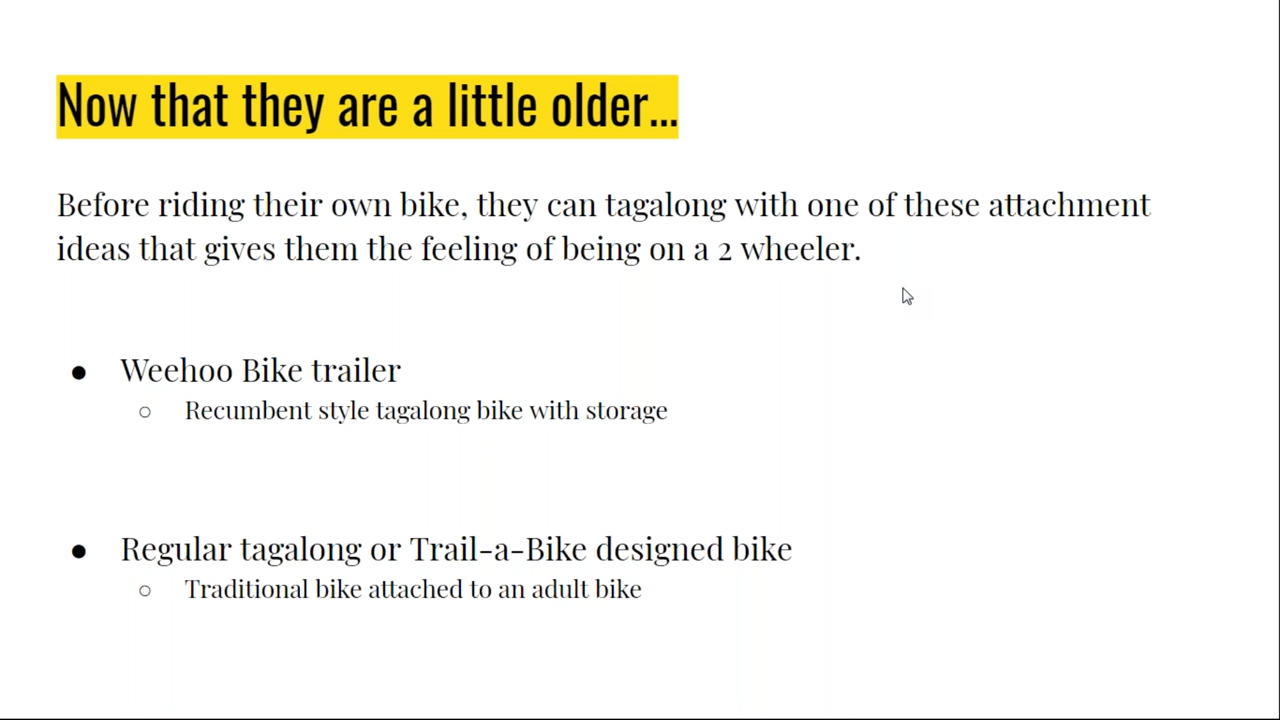 Now that they are a little older...
Before riding their own bike, they can tagalong with one of these attachment
ideas that gives them the feeling of being on a 2 wheeler.
● Weehoo Bike trailer
○ Recumbent style tagalong bike with storage
● Regular tagalong or Trail-a-Bike designed bike
○ Traditional bike attached to an adult bike